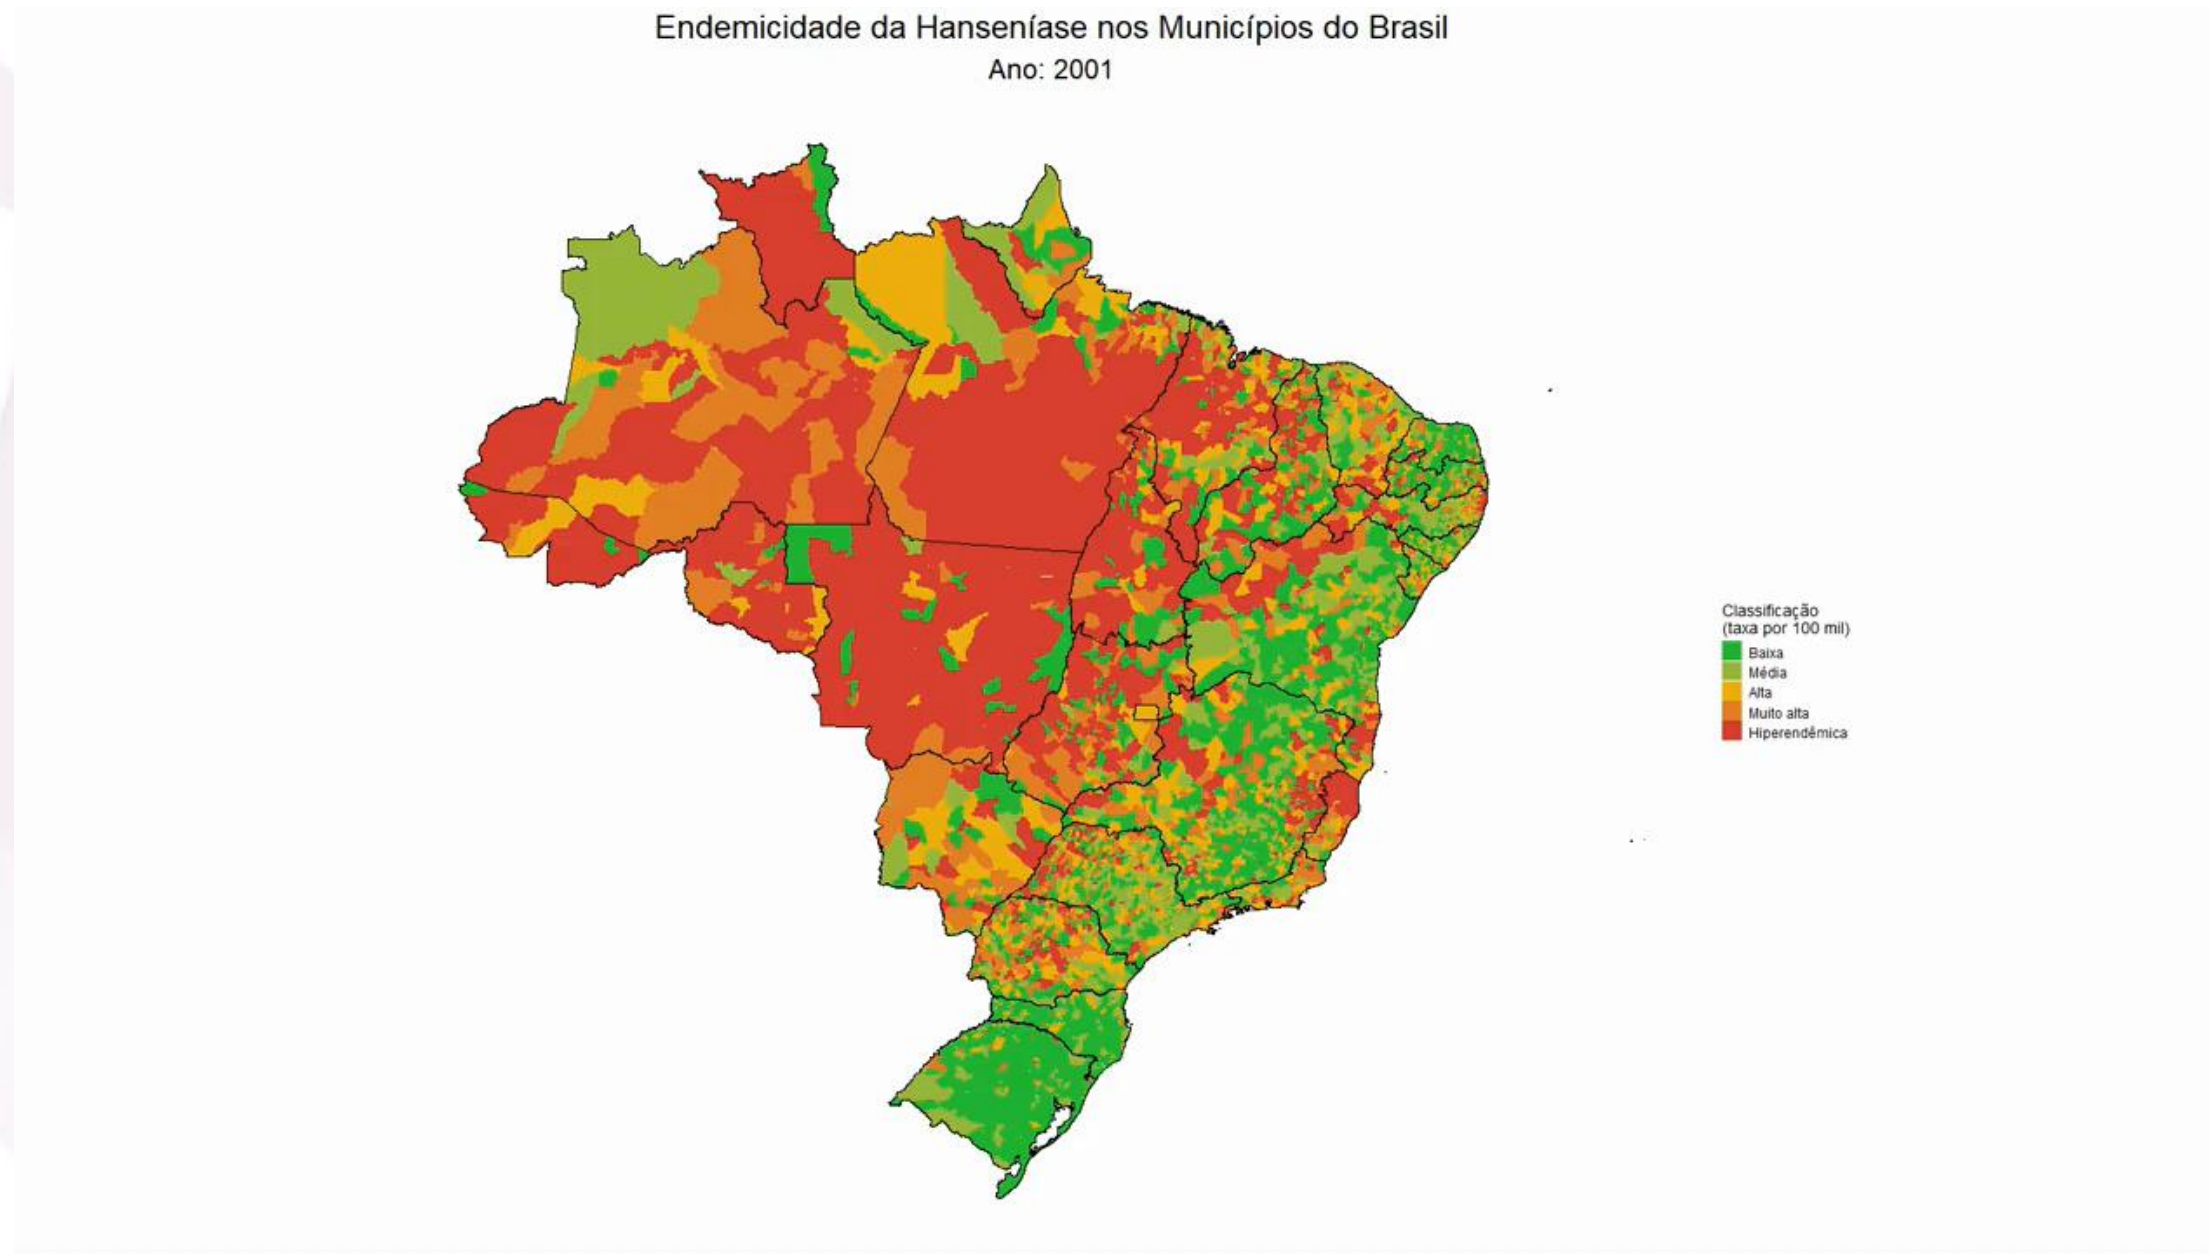 Endemicidade da Hanseníase nos Municípios do Brasil
Ano: 2001
Classificação
(taxa por 100 mil)
Baixa
Média
Alta
Muito alta
Hiperendêmica